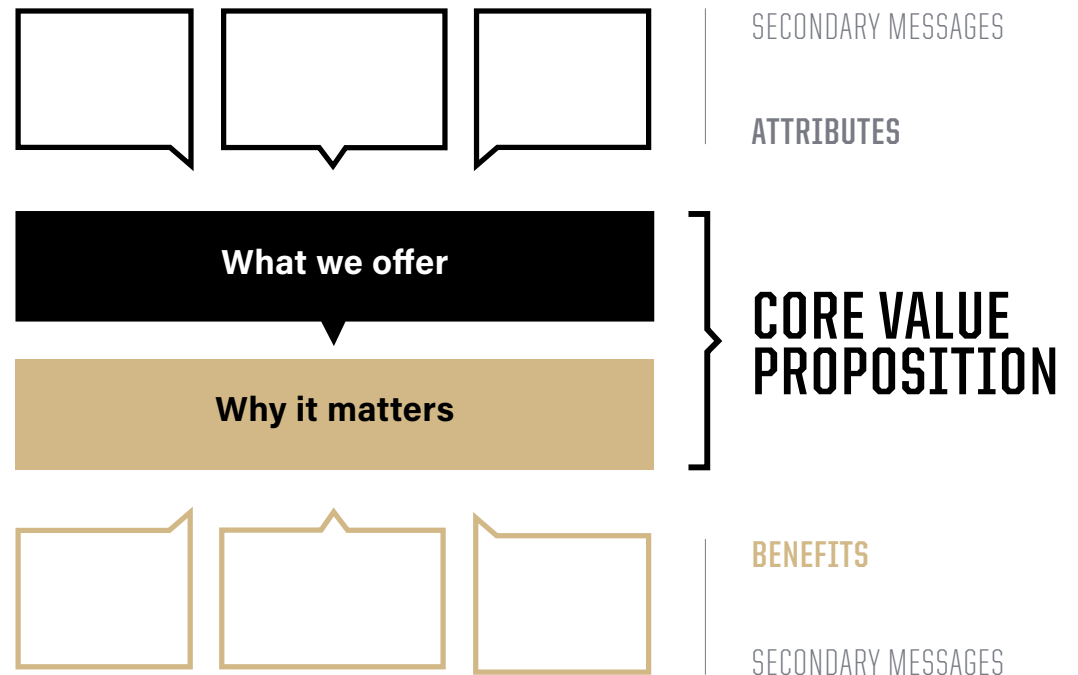 SECONDARY MESSAGES
ATTRIBUTES
What we offer
CORE VALUE
PROPOSITION
Why it matters
BENEFITS
SECONDARY MESSAGES